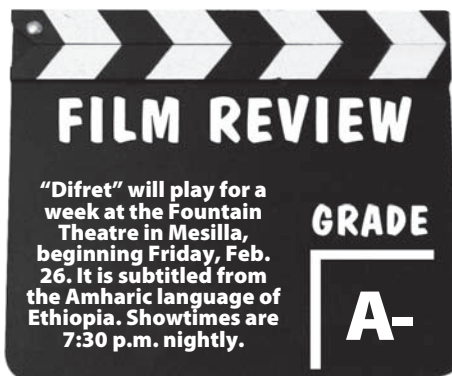 FILM REVIEW
“Difret” will play for a
week at the Fountain
Theatre in Mesilla,
beginning Friday, Feb.
26. It is subtitled from
the Amharic language of
Ethiopia. Showtimes are
7:30 p.m. nightly.
GRADE
A-